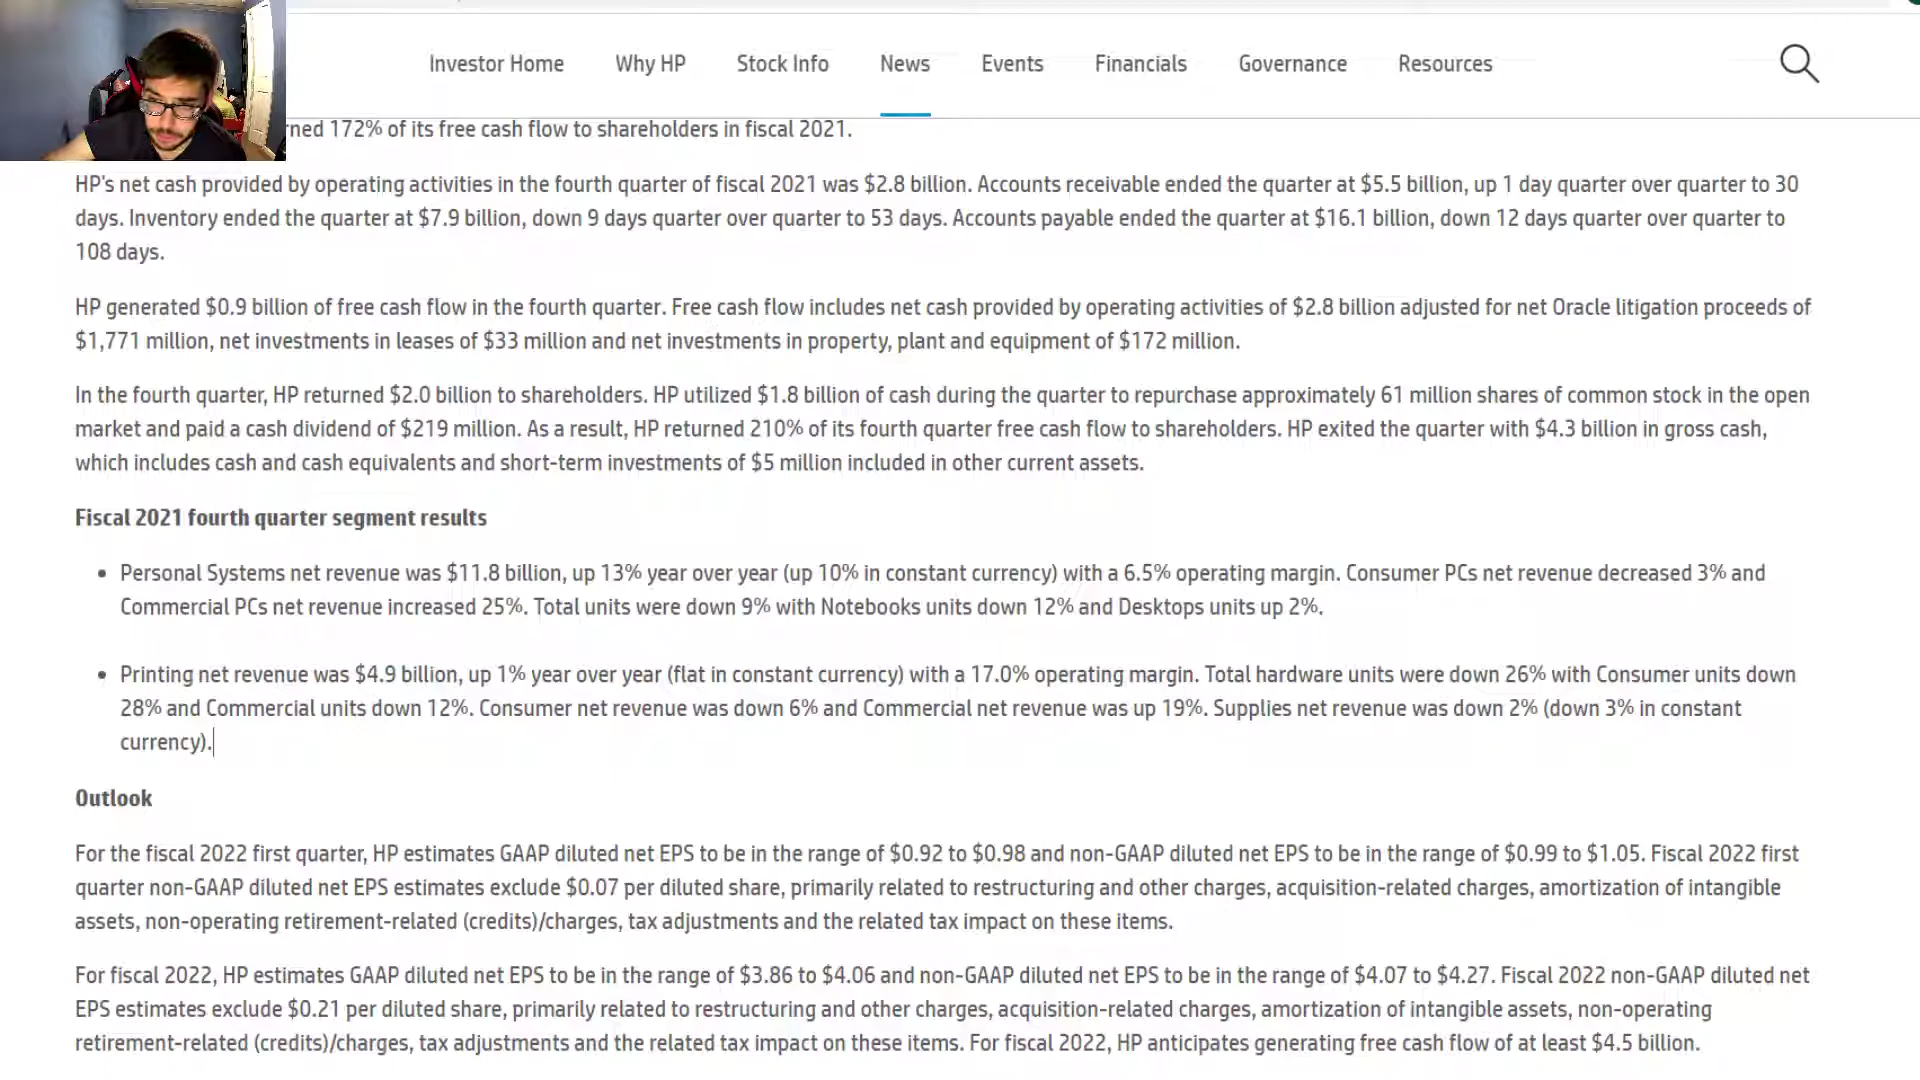 Investor Home Why HP Stock Info News Events Financials Governance Resources
rned 172% of its free cash flow to shareholders in fiscal 2021.
HP's net cash provided by operating activities in the fourth quarter of fiscal 2021 was $2.8 billion. Accounts receivable ended the quarter at $5.5 billion, up 1 day quarter over quarter to 30
days. Inventory ended the quarter at $7.9 billion, down 9 days quarter over quarter to 53 days. Accounts payable ended the quarter at $16.1 billion, down 12 days quarter over quarter to
108 days.
HP generated $0.9 billion of free cash flow in the fourth quarter. Free cash flow includes net cash provided by operating activities of $2.8 billion adjusted for net Oracle litigation proceeds of
$1,771 million, net investments in leases of $33 million and net investments in property, plant and equipment of $172 million.
In the fourth quarter, HP returned $2.0 billion to shareholders. HP utilized $1.8 billion of cash during the quarter to repurchase approximately 61 million shares of common stock in the open
market and paid a cash dividend of $219 million. As a result, HP returned 210% of its fourth quarter free cash flow to shareholders. HP exited the quarter with $4.3 billion in gross cash,
which includes cash and cash equivalents and short-term investments of $5 million included in other current assets.
Fiscal 2021 fourth quarter segment results
• Personal Systems net revenue was $11.8 billion, up 13% year over year (up 10% in constant currency) with a 6.5% operating margin. Consumer PCs net revenue decreased 3% and
Commercial PCs net revenue increased 25%. Total units were down 9% with Notebooks units down 12% and Desktops units up 2%.
• Printing net revenue was $4.9 billion, up 1% year over year (flat in constant currency) with a 17.0% operating margin. Total hardware units were down 26% with Consumer units down
28% and Commercial units down 12%. Consumer net revenue was down 6% and Commercial net revenue was up 19%. Supplies net revenue was down 2% (down 3% in constant
currency).
Outlook
For the fiscal 2022 first quarter, HP estimates GAAP diluted net EPS to be in the range of $0.92 to $0.98 and non-GAAP diluted net EPS to be in the range of $0.99 to $1.05. Fiscal 2022 first
quarter non-GAAP diluted net EPS estimates exclude $0.07 per diluted share, primarily related to restructuring and other charges, acquisition-related charges, amortization of intangible
assets, non-operating retirement-related (credits)/charges, tax adjustments and the related tax impact on these items.
For fiscal 2022, HP estimates GAAP diluted net EPS to be in the range of $3.86 to $4.06 and non-GAAP diluted net EPS to be in the range of $4.07 to $4.27. Fiscal 2022 non-GAAP diluted net
EPS estimates exclude $0.21 per diluted share, primarily related to restructuring and other charges, acquisition-related charges, amortization of intangible assets, non-operating
retirement-related (credits)/charges, tax adjustments and the related tax impact on these items. For fiscal 2022, HP anticipates generating free cash flow of at least $4.5 billion.